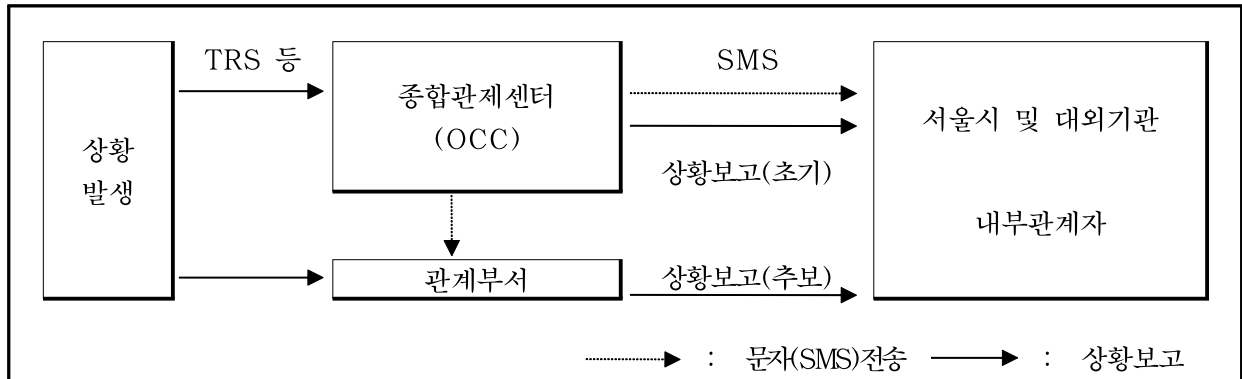 TRS 등
SMS
종합관제센터
(OCC)
서울시 및 대외기관
상황
발생
상황보고(초기)
내부관계자
관계부서
상황보고(추보)
: 문자(SMS)전송
: 상황보고